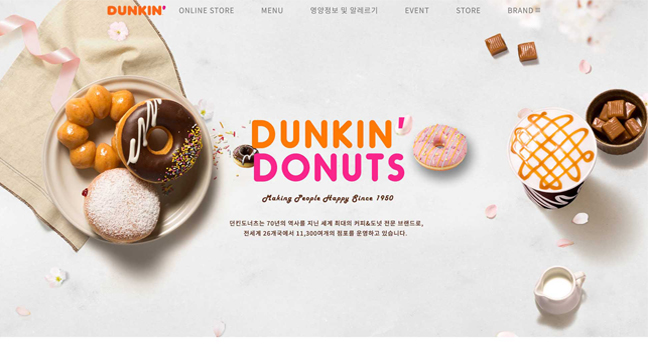 DUNKIN'
ONLINE STORE
MENU
영양정보 및 알레르기
EVENT
STORE
BRAND
DUNKIN'
DONUTS
Making People Happy Since 1950
던킨도너츠는 70년의 역사를 지닌 세계 최대의 커피&도넛 전문 브랜드로,
전세계 26개국에서 11,300여개의 점포를 운영하고 있습니다.